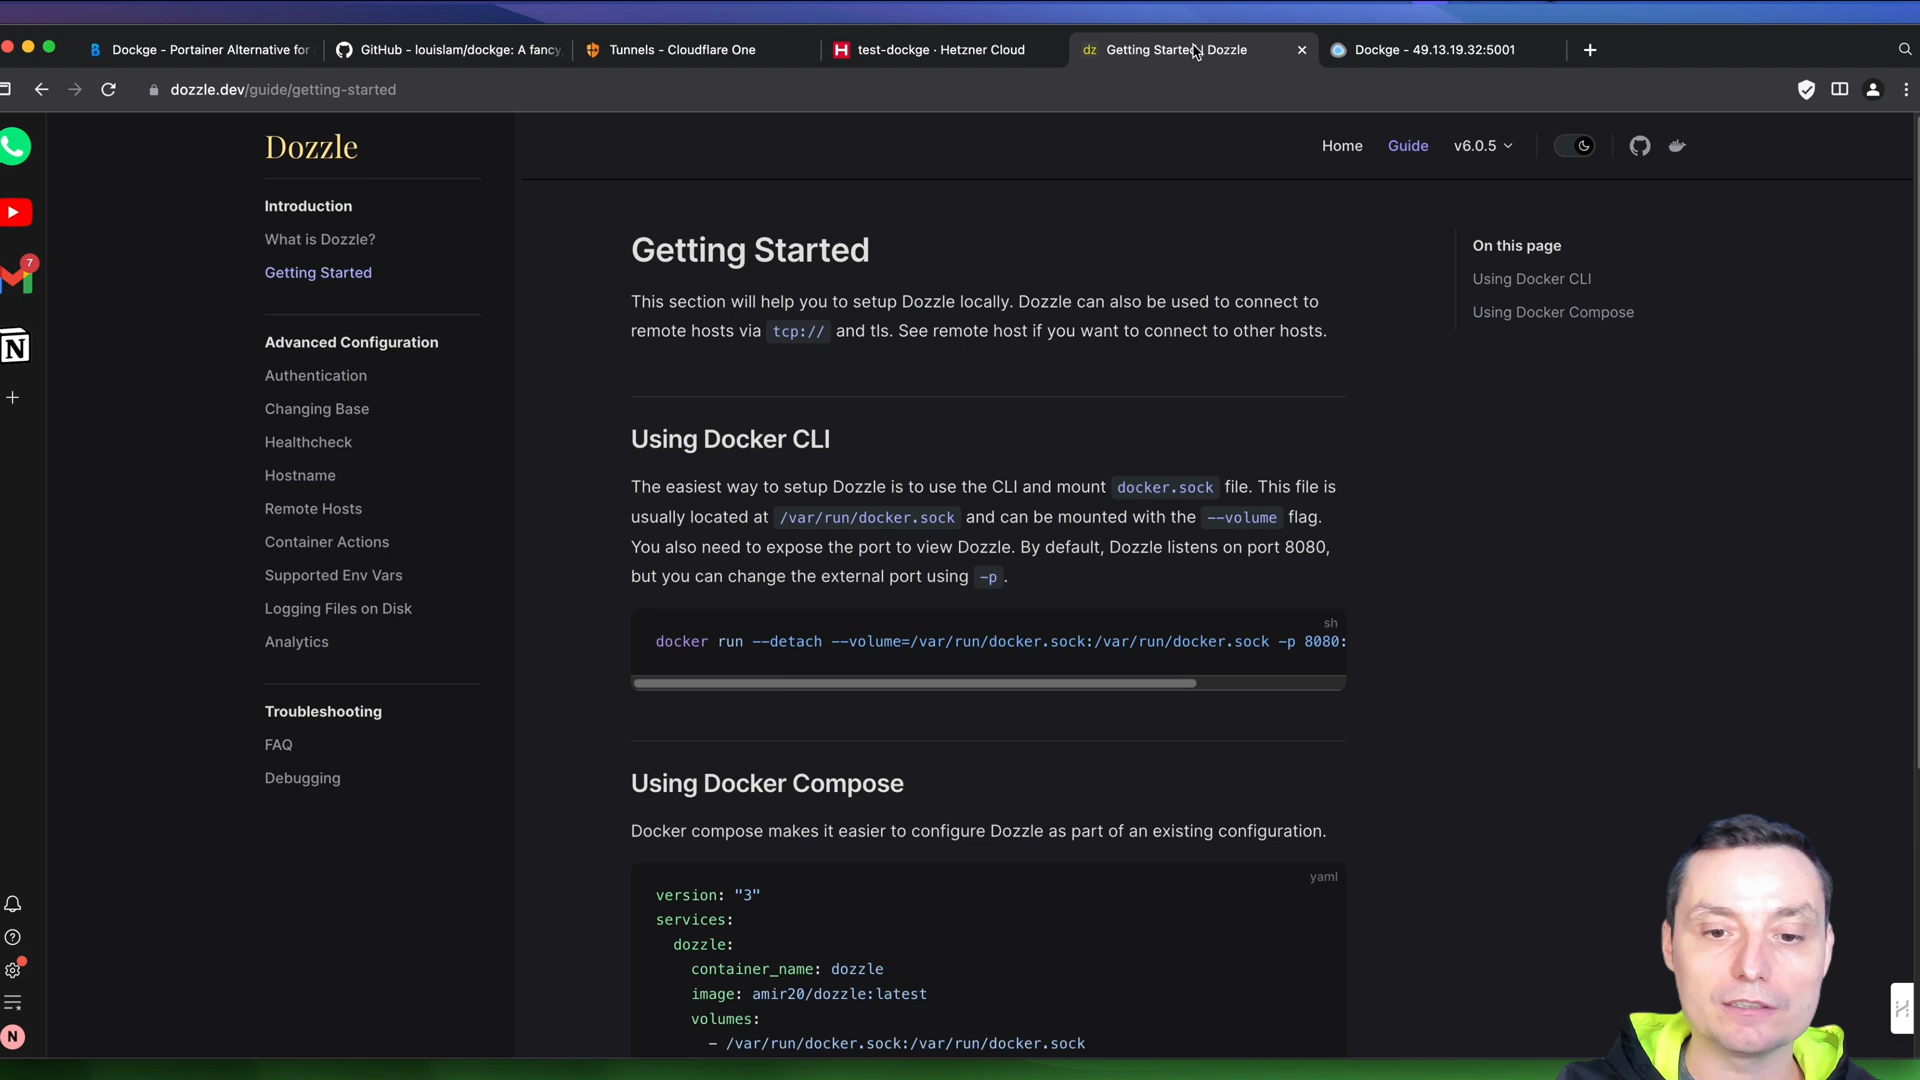 Dockge - Portainer Alternative for
GitHub - louislam/dockge: A fancy,
Tunnels - Cloudflare One
test-dockge · Hetzner Cloud
dz Getting Started | Dozzle
Dockge - 49.13.19.32:5001
dozzle.dev/guide/getting-started
Dozzle
Home
Guide
v6.0.5
Introduction
What is Dozzle?
Getting Started
Advanced Configuration
Authentication
Changing Base
Healthcheck
Hostname
Remote Hosts
Container Actions
Supported Env Vars
Logging Files on Disk
Analytics
Troubleshooting
FAQ
Debugging
7
N
Getting Started
This section will help you to setup Dozzle locally. Dozzle can also be used to connect to
remote hosts via tcp:// and tls. See remote host if you want to connect to other hosts.
Using Docker CLI
The easiest way to setup Dozzle is to use the CLI and mount docker.sock file. This file is
usually located at /var/run/docker.sock and can be mounted with the --volume flag.
You also need to expose the port to view Dozzle. By default, Dozzle listens on port 8080,
but you can change the external port using -p.
sh
docker run --detach --volume=/var/run/docker.sock:/var/run/docker.sock -p 8080:
Using Docker Compose
Docker compose makes it easier to configure Dozzle as part of an existing configuration.
yaml
version: "3"
services:
dozzle:
container_name: dozzle
image: amir20/dozzle:latest
volumes:
- /var/run/docker.sock:/var/run/docker.sock
On this page
Using Docker CLI
Using Docker Compose
N